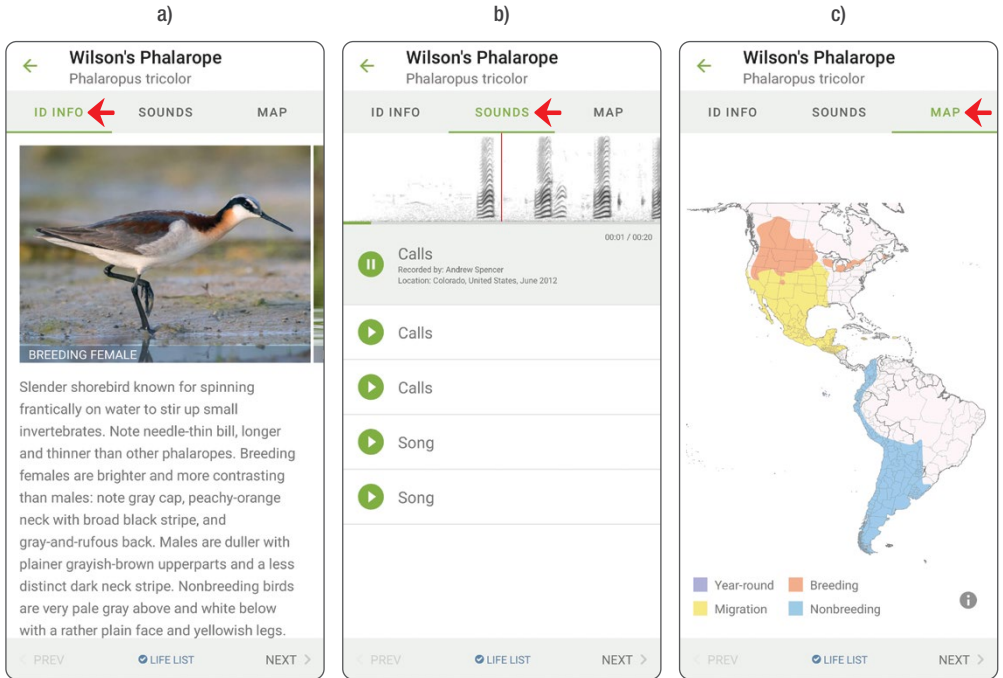 a)
Wilson's Phalarope
Phalaropus tricolor
ID INFO
SOUNDS
MAP
BREEDING FEMALE
Slender shorebird known for spinning
frantically on water to stir up small
invertebrates. Note needle-thin bill, longer
and thinner than other phalaropes. Breeding
females are brighter and more contrasting
than males: note gray cap, peachy-orange
neck with broad black stripe, and
gray-and-rufous back. Males are duller with
plainer grayish-brown upperparts and a less
distinct dark neck stripe. Nonbreeding birds
are very pale gray above and white below
with a rather plain face and yellowish legs.
PREV
LIFE LIST
NEXT
b)
Wilson's Phalarope
Phalaropus tricolor
ID INFO
SOUNDS
MAP
00:01 / 00:20
Calls
Recorded by: Andrew Spencer
Location: Colorado, United States, June 2012
Calls
Calls
Song
Song
PREV
LIFE LIST
NEXT
c)
Wilson's Phalarope
Phalaropus tricolor
ID INFO
SOUNDS
MAP
Year-round
Breeding
Migration
Nonbreeding
PREV
LIFE LIST
NEXT